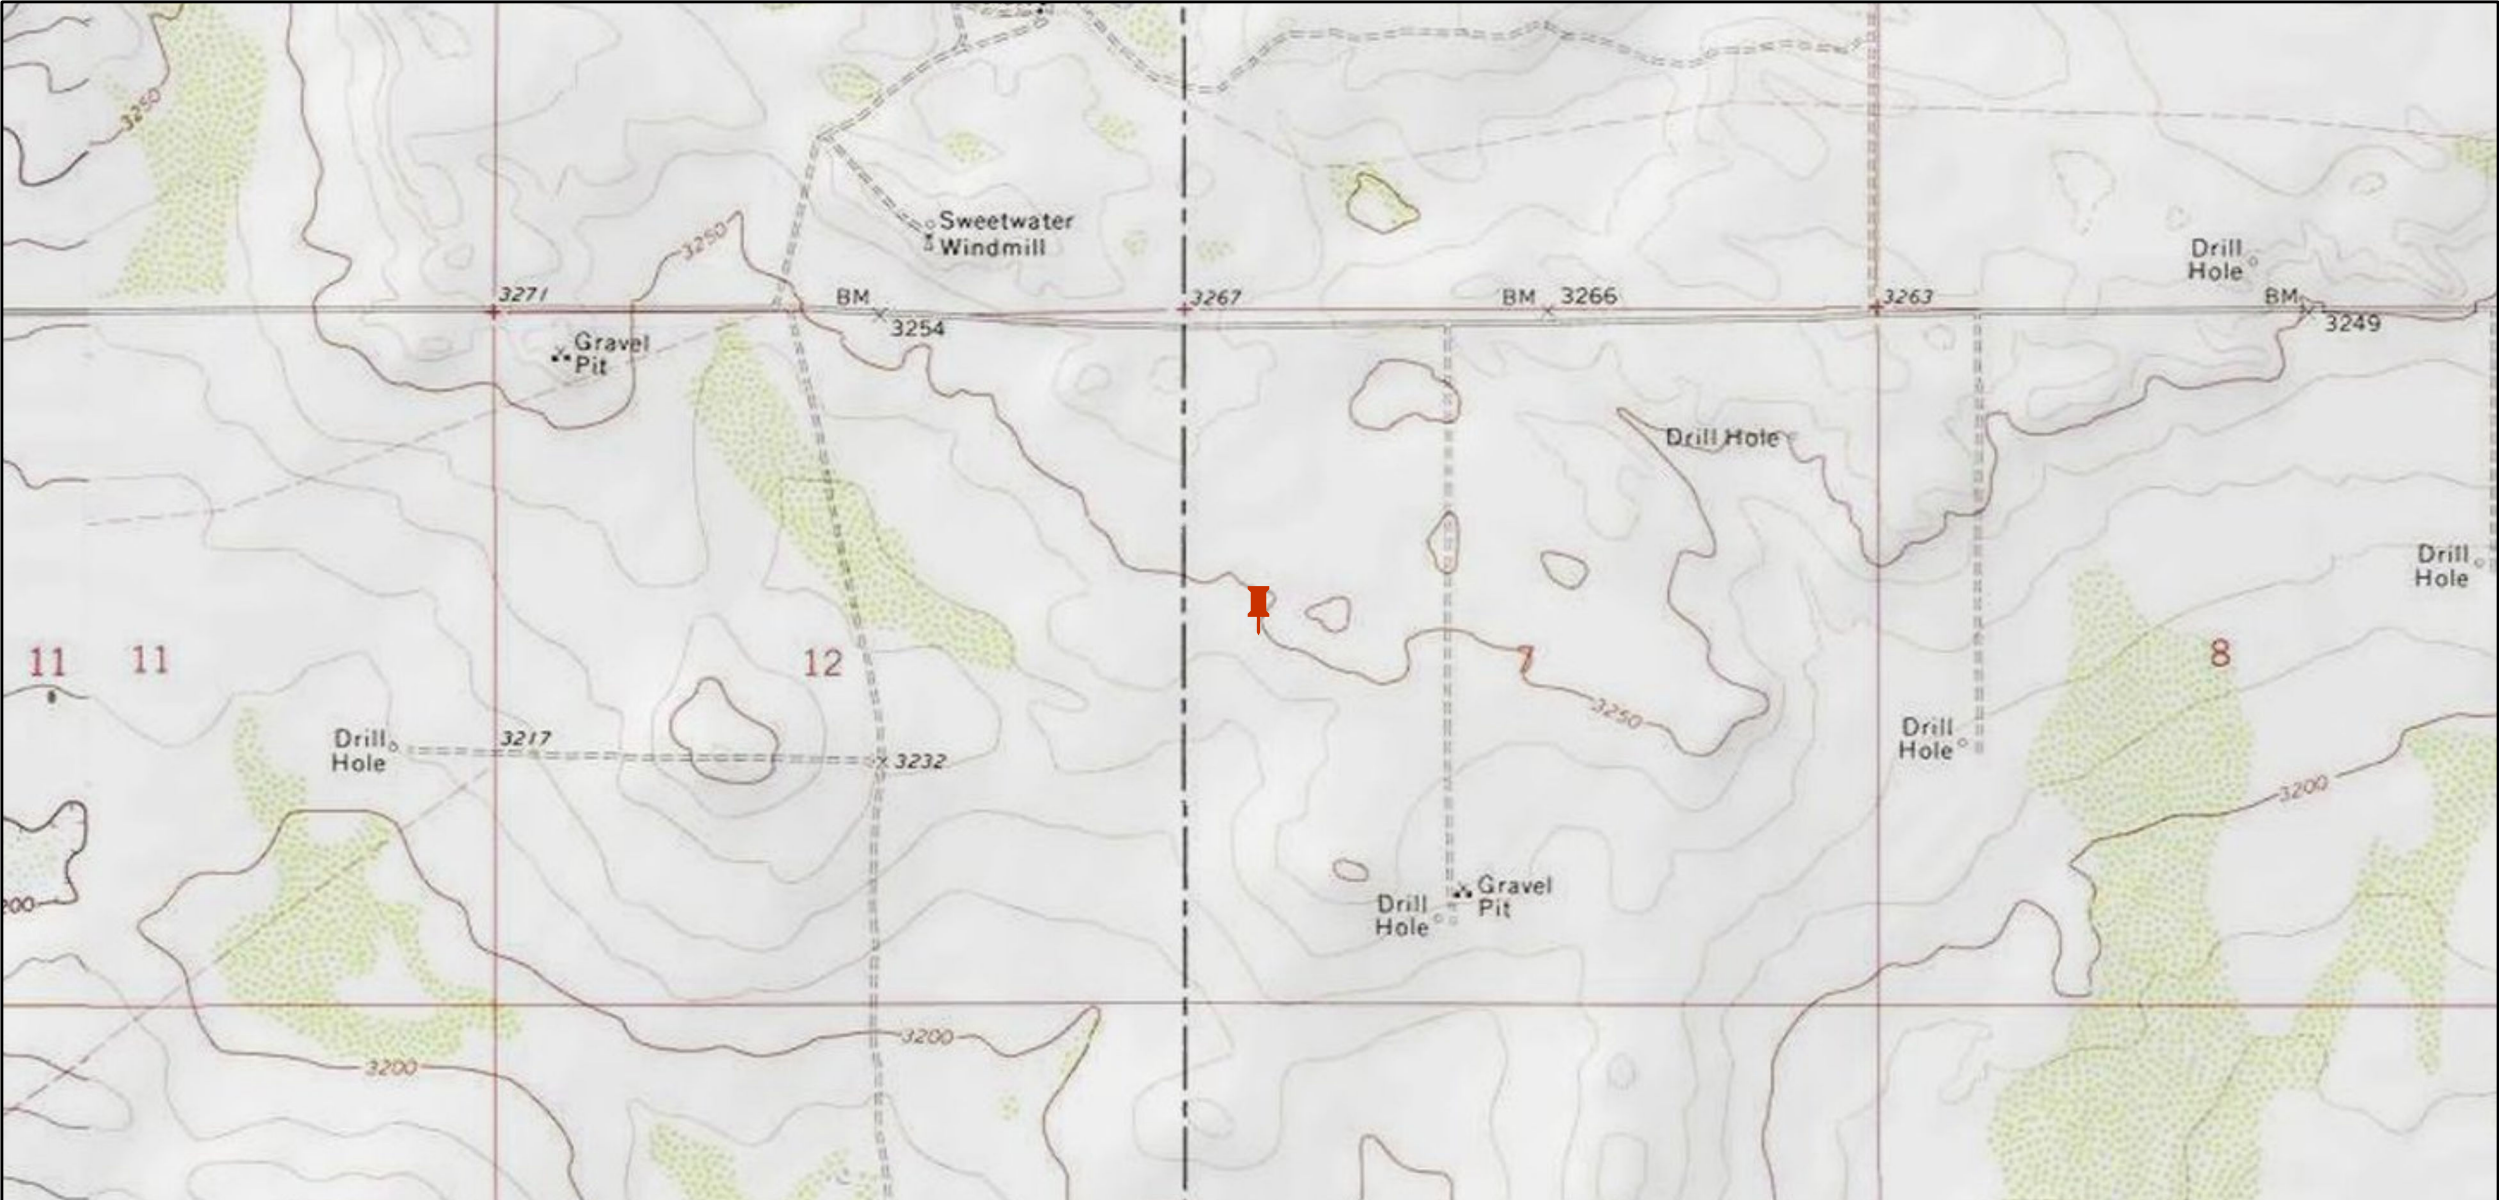 3250
Sweetwater
Windmill
3250
Drill
Hole
3271
BM
3254
3267
BM 3266
3263
BM
3249
Gravel
Pit
Drill Hole
Drill
Hole
11
11
12
7
8
3250
Drill
Hole
3217
3232
Drill
Hole
3200
200
Drill
Hole
Gravel
Pit
3200
3200